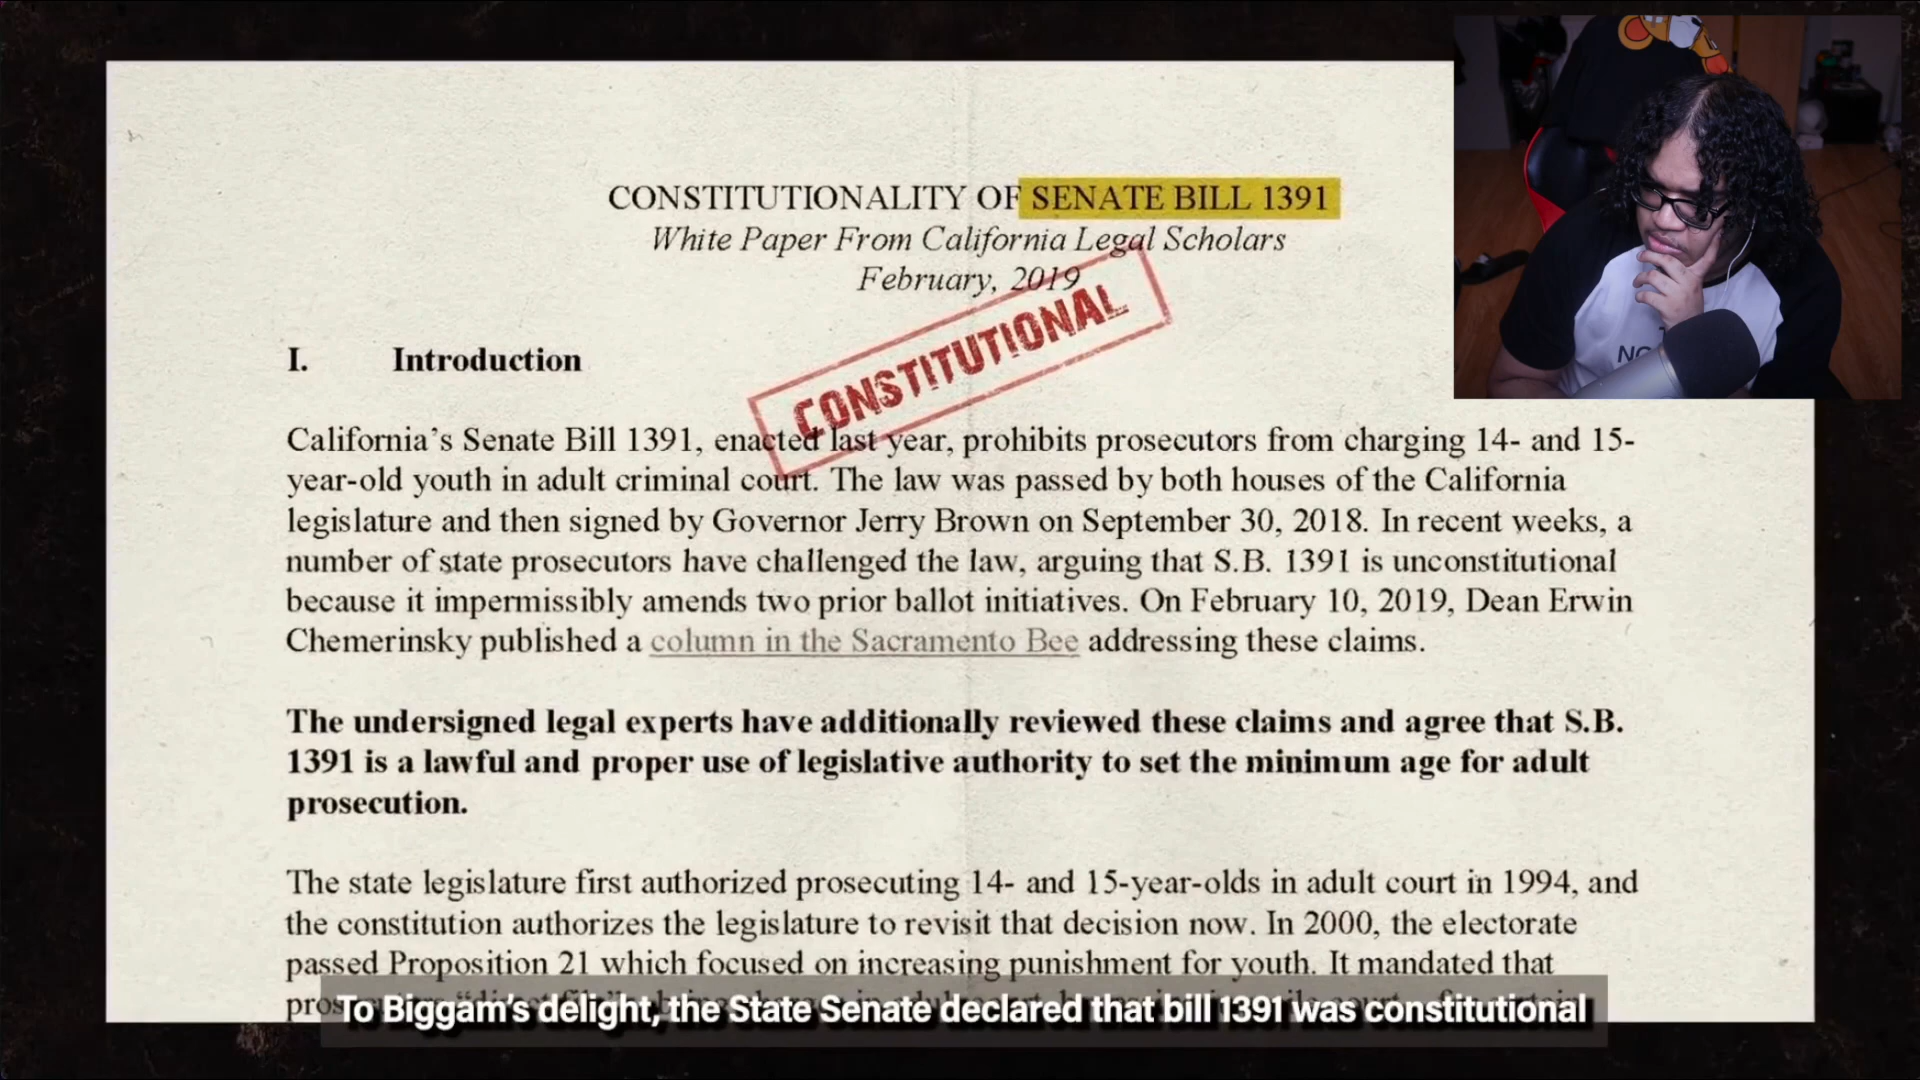 CONSTITUTIONALITY OF SENATE BILL 1391
White Paper From California Legal Scholars
February, 2019
CONSTITUTIONAL
I. Introduction
California's Senate Bill 1391, enacted last year, prohibits prosecutors from charging 14- and 15-
year-old youth in adult criminal court. The law was passed by both houses of the California
legislature and then signed by Governor Jerry Brown on September 30, 2018. In recent weeks, a
number of state prosecutors have challenged the law, arguing that S.B. 1391 is unconstitutional
because it impermissibly amends two prior ballot initiatives. On February 10, 2019, Dean Erwin
Chemerinsky published a column in the Sacramento Bee addressing these claims.
The undersigned legal experts have additionally reviewed these claims and agree that S.B.
1391 is a lawful and proper use of legislative authority to set the minimum age for adult
prosecution.
The state legislature first authorized prosecuting 14- and 15-year-olds in adult court in 1994, and
the constitution authorizes the legislature to revisit that decision now. In 2000, the electorate
passed Proposition 21 which focused on increasing punishment for youth. It mandated that
To Biggam's delight, the State Senate declared that bill 1391 was constitutional